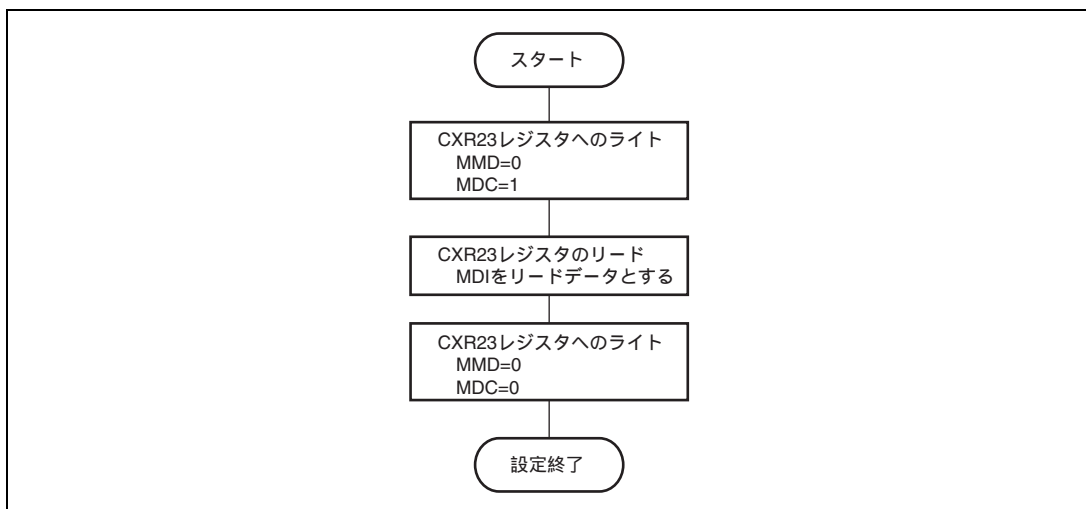 スタート
CXR23レジスタへのライト
MMD=0
MDC=1
CXR23レジスタのリード
MDIをリードデータとする
CXR23レジスタへのライト
MMD=0
MDC=0
設定終了